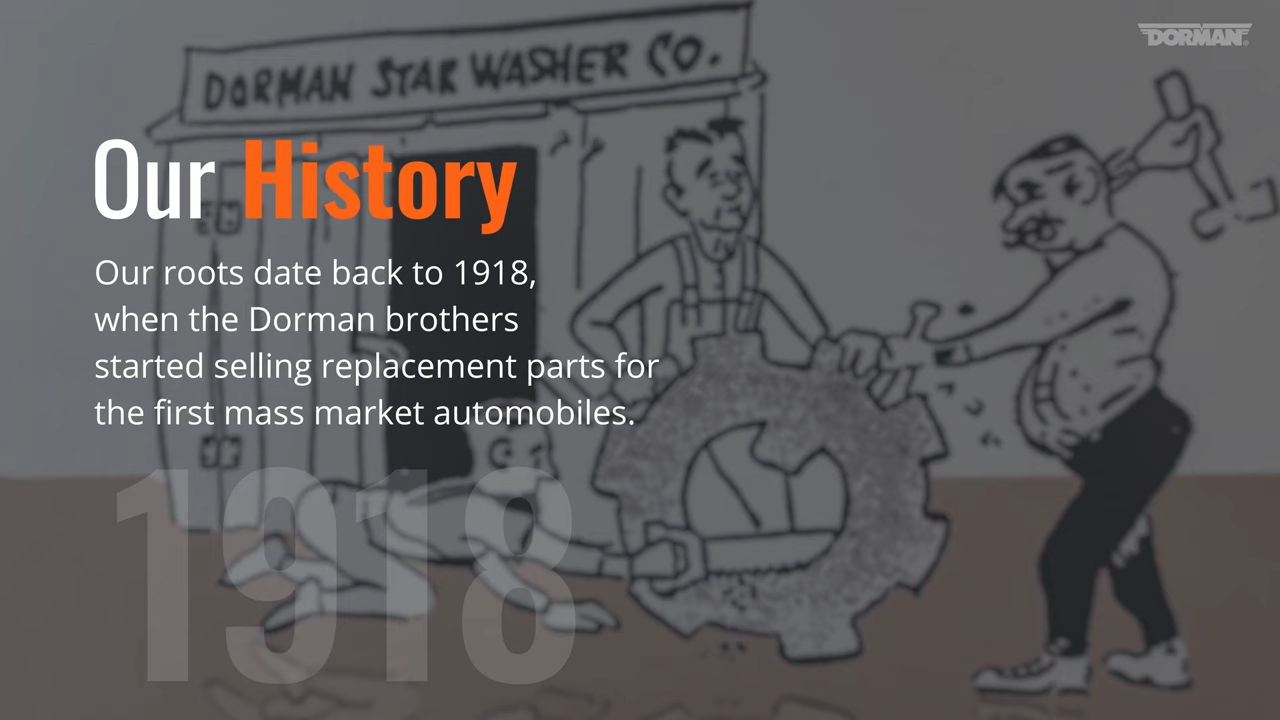 DORMAN
DORMAN STAR WASHER CO.
Our History
Our roots date back to 1918,
when the Dorman brothers
started selling replacement parts for
the first mass market automobiles.
1918